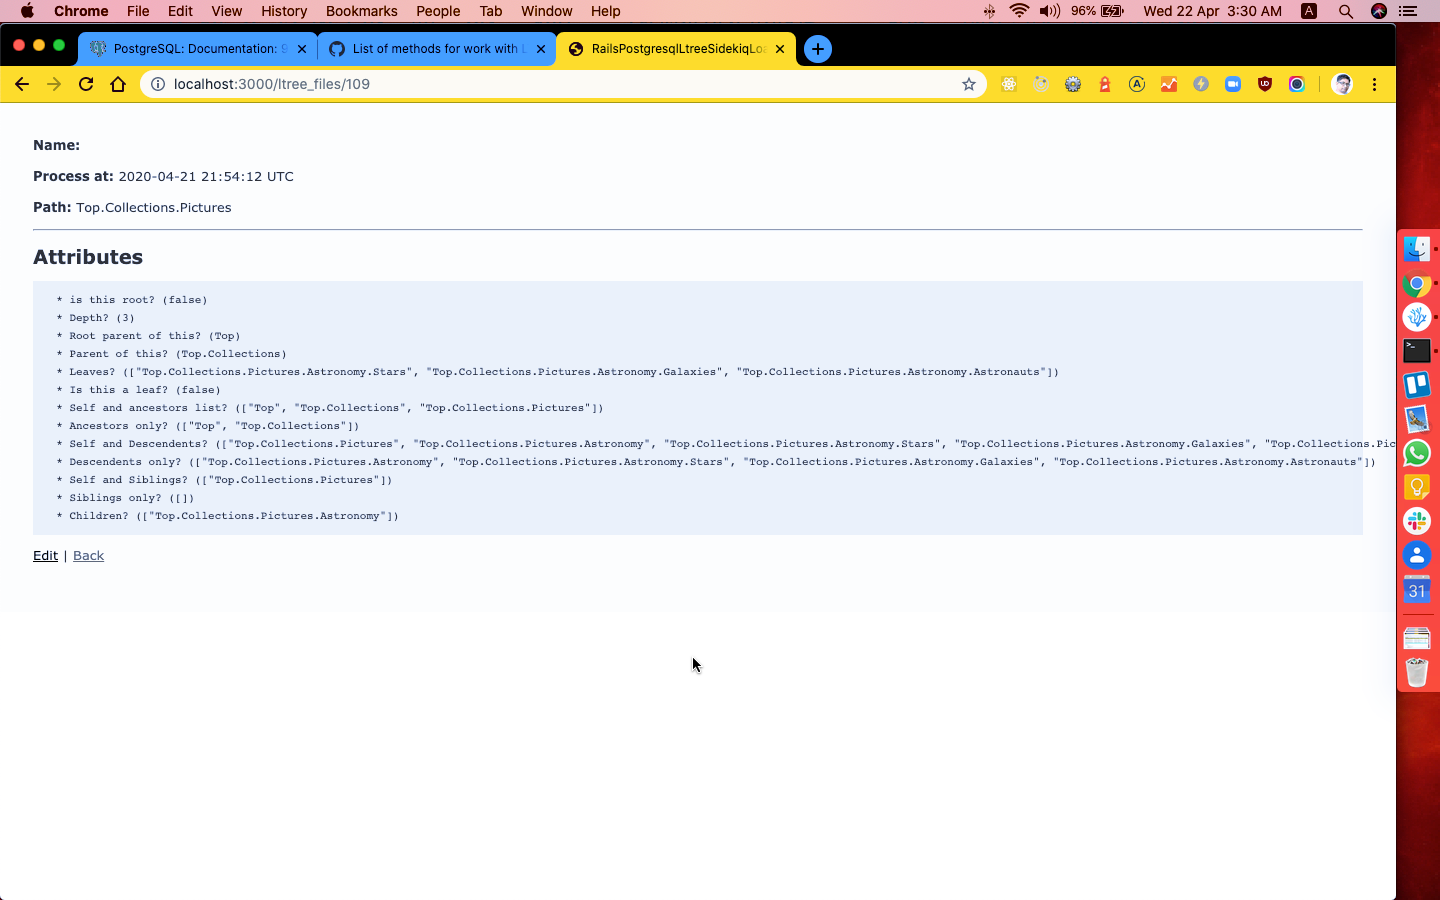 Chrome File Edit View History Bookmarks People Tab Window Help 96% Wed 22 Apr 3:30 AM A
PostgreSQL: Documentation: 9 List of methods for work with L RailsPostgresqlLtreeSidekiqLoa
localhost:3000/ltree_files/109
Name:
Process at: 2020-04-21 21:54:12 UTC
Path: Top.Collections.Pictures
Attributes
* is this root? (false)
* Depth? (3)
* Root parent of this? (Top)
* Parent of this? (Top.Collections)
* Leaves? (["Top.Collections.Pictures.Astronomy.Stars", "Top.Collections.Pictures.Astronomy.Galaxies", "Top.Collections.Pictures.Astronomy.Astronauts"])
* Is this a leaf? (false)
* Self and ancestors list? (["Top", "Top.Collections", "Top.Collections.Pictures"])
* Ancestors only? (["Top", "Top.Collections"])
* Self and Descendents? (["Top.Collections.Pictures", "Top.Collections.Pictures.Astronomy", "Top.Collections.Pictures.Astronomy.Stars", "Top.Collections.Pictures.Astronomy.Galaxies", "Top.Collections.Pic
* Descendents only? (["Top.Collections.Pictures.Astronomy", "Top.Collections.Pictures.Astronomy.Stars", "Top.Collections.Pictures.Astronomy.Galaxies", "Top.Collections.Pictures.Astronomy.Astronauts"])
* Self and Siblings? (["Top.Collections.Pictures"])
* Siblings only? ([])
* Children? (["Top.Collections.Pictures.Astronomy"])
Edit | Back
31